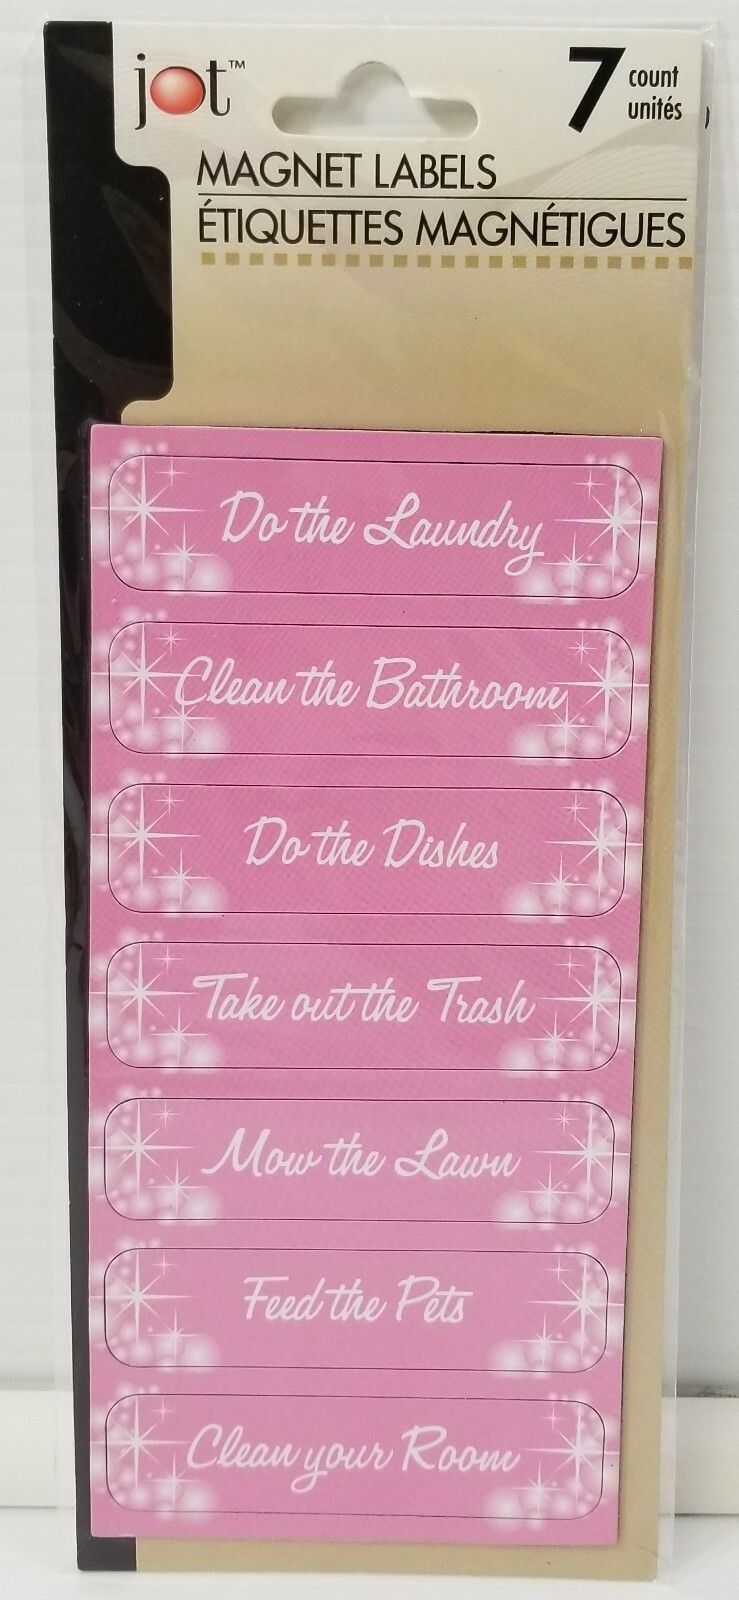 jot™
7 count
unités
MAGNET LABELS
ÉTIQUETTES MAGNÉTIGUES
Do the Laundry
Clean the Bathroom
Do the Dishes
Take out the Trash
Mow the Lawn
Feed the Pets
Clean your Room